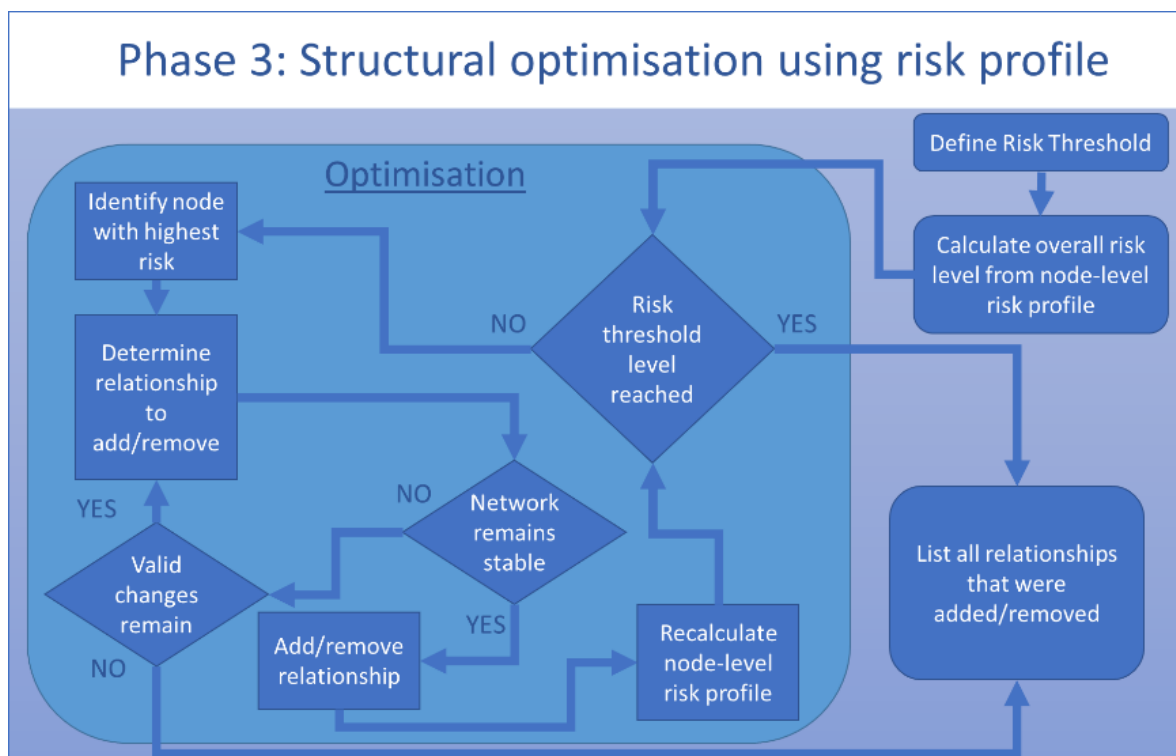 Phase 3: Structural optimisation using risk profile
Define Risk Threshold
Calculate overall risk
level from node-level
risk profile
Optimisation
Identify node
with highest
risk
Determine
relationship
to
add/remove
Risk
threshold
level
reached
NO
YES
Network
remains
stable
NO
YES
Valid
changes
remain
YES
NO
Add/remove
relationship
Recalculate
node-level
risk profile
List all relationships
that were
added/removed